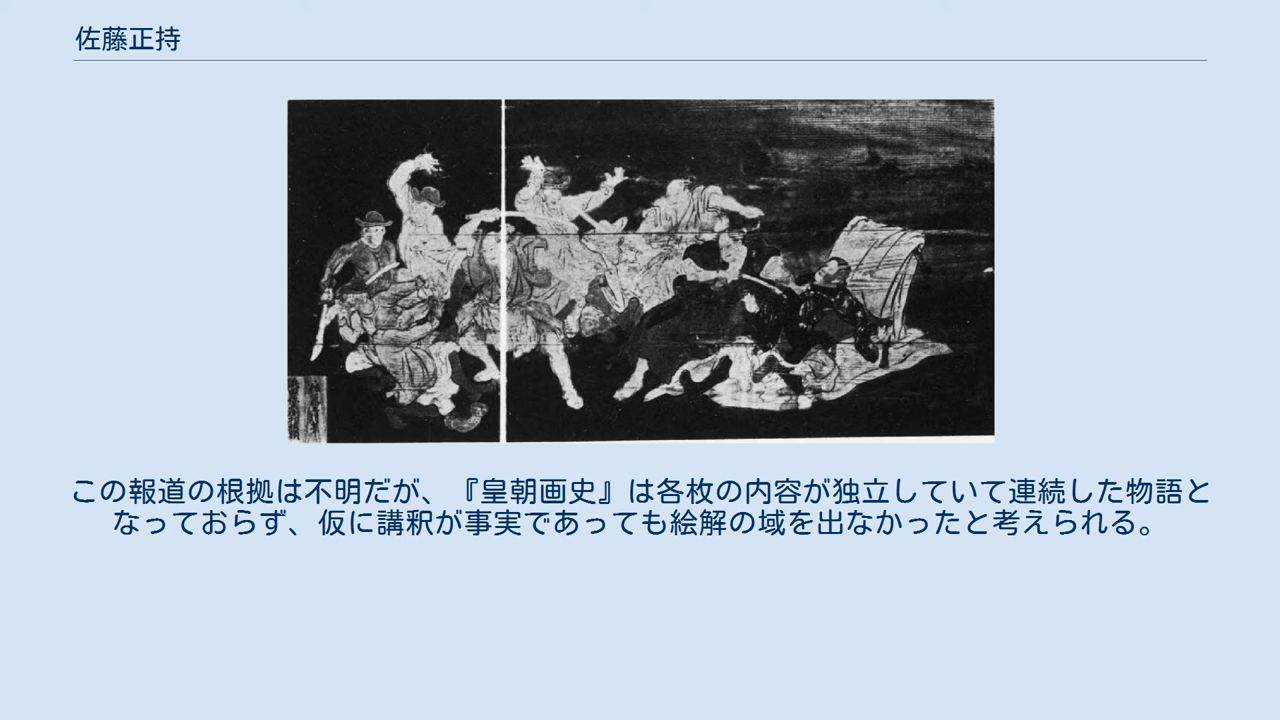 佐藤正持
この報道の根拠は不明だが、『皇朝画史』は各枚の内容が独立していて連続した物語と
なっておらず、仮に講釈が事実であっても絵解の域を出なかったと考えられる。